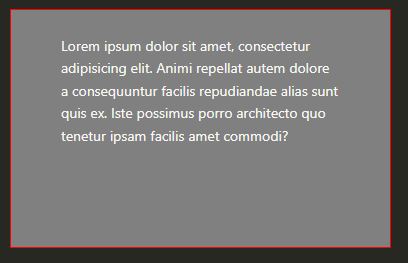 Lorem ipsum dolor sit amet, consectetur
adipisicing elit. Animi repellat autem dolore
a consequuntur facilis repudiandae alias sunt
quis ex. Iste possimus porro architecto quo
tenetur ipsam facilis amet commodi?